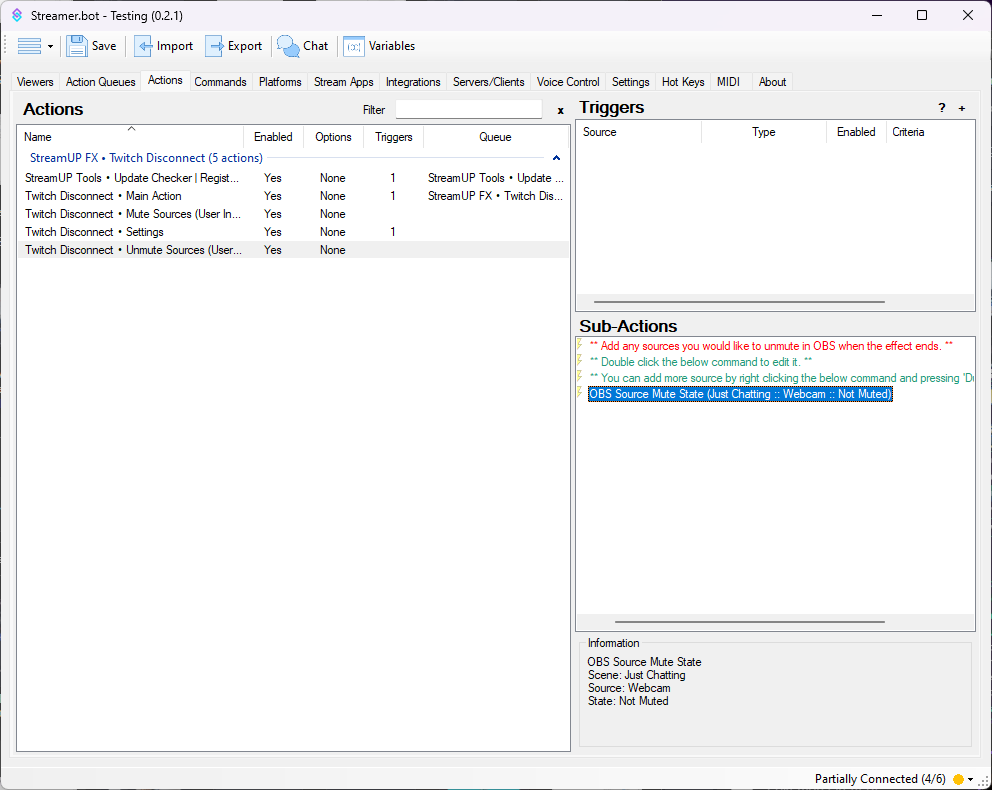 Streamer.bot - Testing (0.2.1)
Save Import Export Chat Variables
Viewers Action Queues Actions Commands Platforms Stream Apps Integrations Servers/Clients Voice Control Settings Hot Keys MIDI About
Actions Filter x
Name Enabled Options Triggers Queue
StreamUP FX • Twitch Disconnect (5 actions)
StreamUP Tools • Update Checker | Regist... Yes None 1 StreamUP Tools • Update ...
Twitch Disconnect • Main Action Yes None 1 StreamUP FX • Twitch Dis...
Twitch Disconnect • Mute Sources (User In... Yes None
Twitch Disconnect • Settings Yes None 1
Twitch Disconnect • Unmute Sources (User... Yes None
Triggers ? +
Source Type Enabled Criteria
Sub-Actions
** Add any sources you would like to unmute in OBS when the effect ends. **
** Double click the below command to edit it. **
** You can add more source by right clicking the below command and pressing 'Du
OBS Source Mute State (Just Chatting :: Webcam :: Not Muted)
Information
OBS Source Mute State
Scene: Just Chatting
Source: Webcam
State: Not Muted
Partially Connected (4/6)